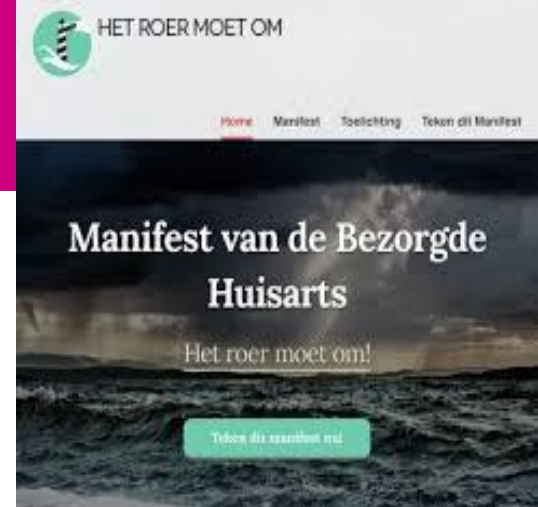 HET ROER MOET OM
Home Manifest Toelichting Teken dit Manifest
Manifest van de Bezorgde
Huisarts
Het roer moet om!
Teken dit manifest nu!